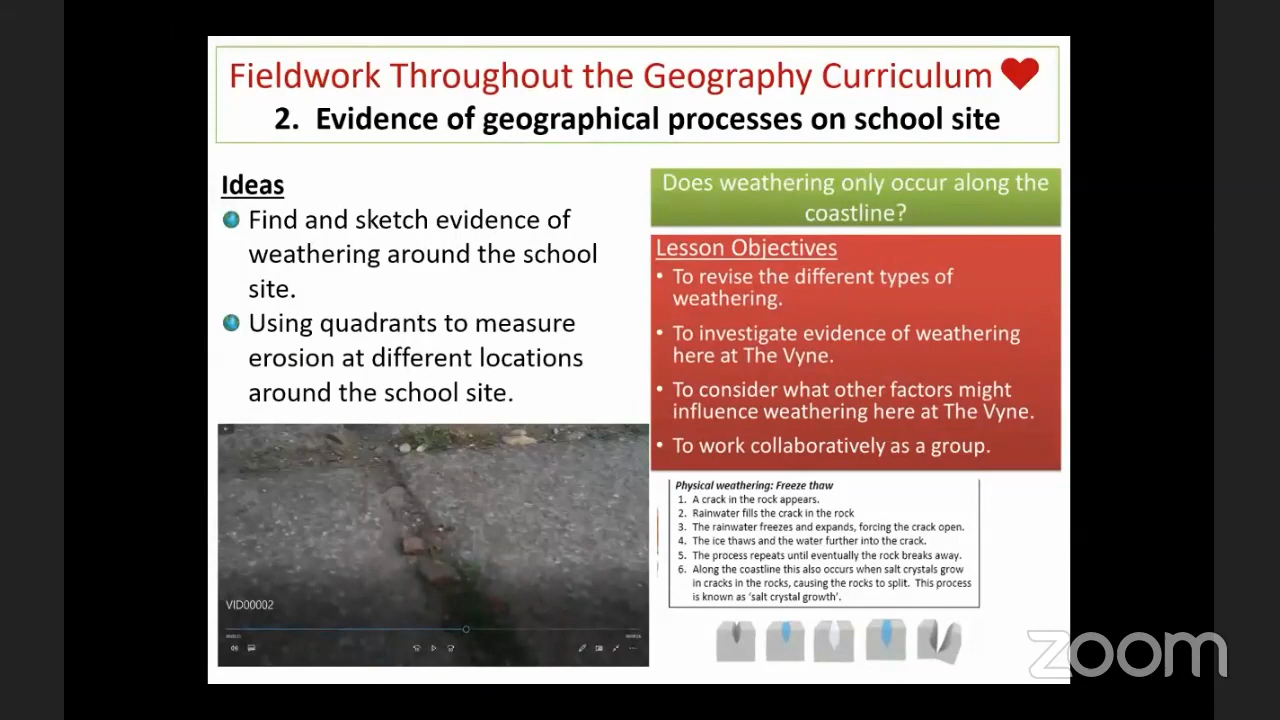 Fieldwork Throughout the Geography Curriculum
2. Evidence of geographical processes on school site
Ideas
Find and sketch evidence of
weathering around the school
site.
Using quadrants to measure
erosion at different locations
around the school site.
Does weathering only occur along the
coastline?
Lesson Objectives
• To revise the different types of
weathering.
• To investigate evidence of weathering
here at The Vyne.
• To consider what other factors might
influence weathering here at The Vyne.
• To work collaboratively as a group.
Physical weathering: Freeze thaw
1. A crack in the rock appears.
2. Rainwater fills the crack in the rock
3. The rainwater freezes and expands, forcing the crack open.
4. The ice thaws and the water further into the crack.
5. The process repeats until eventually the rock breaks away.
6. Along the coastline this also occurs when salt crystals grow
in cracks in the rocks, causing the rocks to split. This process
is known as 'salt crystal growth'.
VID00002
zoom